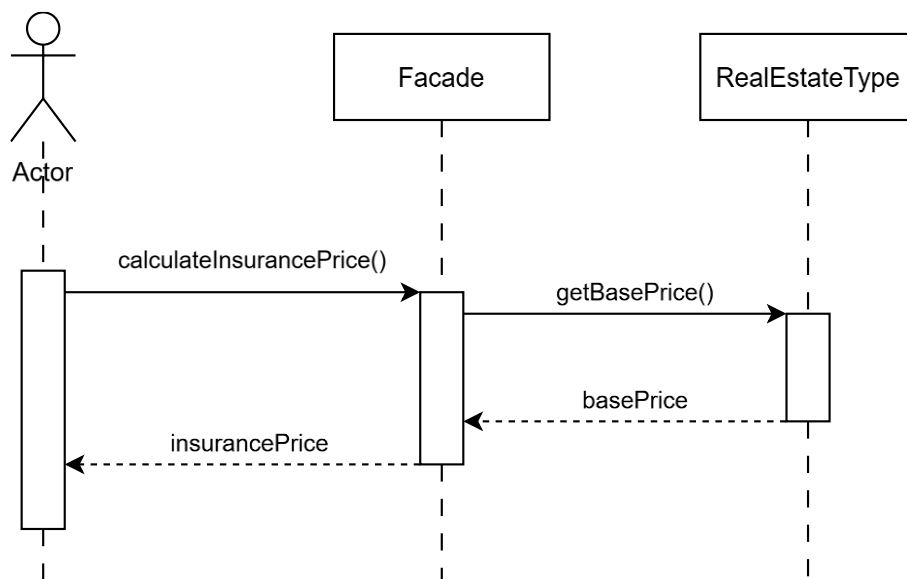 Facade
RealEstateType
Actor
calculateInsurancePrice()
getBasePrice()
basePrice
insurancePrice